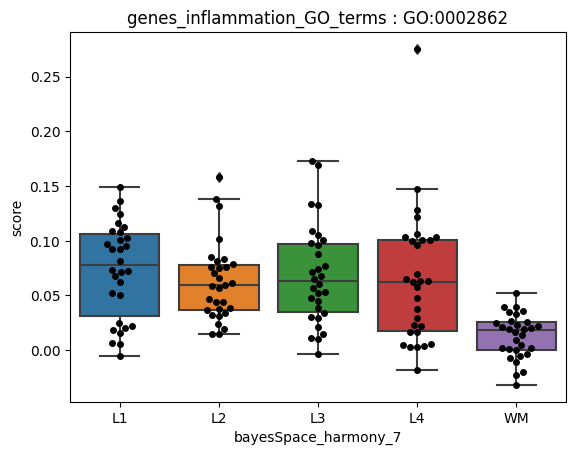 genes_inflammation_GO_terms : GO:0002862
0.25
0.20
0.15
0.10
0.05
0.00
score
L1 L2 L3 L4 WM
bayesSpace_harmony_7